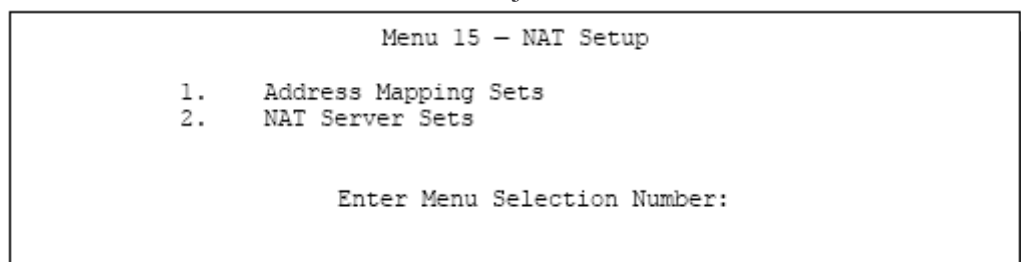 Menu 15 — NAT Setup
1. Address Mapping Sets
2. NAT Server Sets
Enter Menu Selection Number: